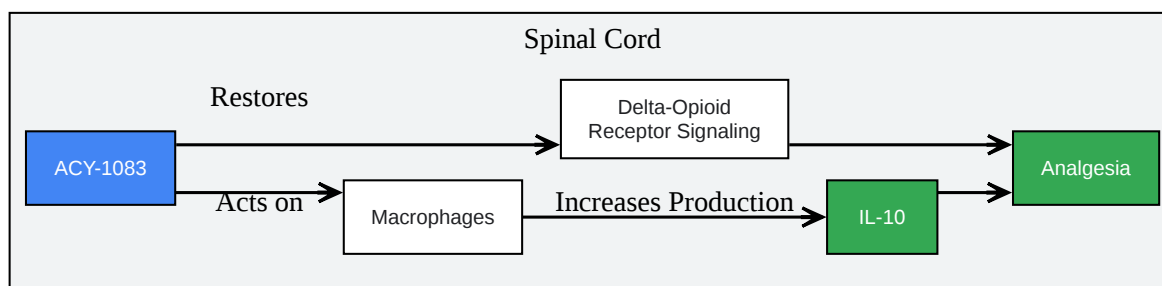 Spinal Cord
Restores
Delta-Opioid
Receptor Signaling
ACY-1083
Analgesia
Acts on
Macrophages
Increases Production
IL-10